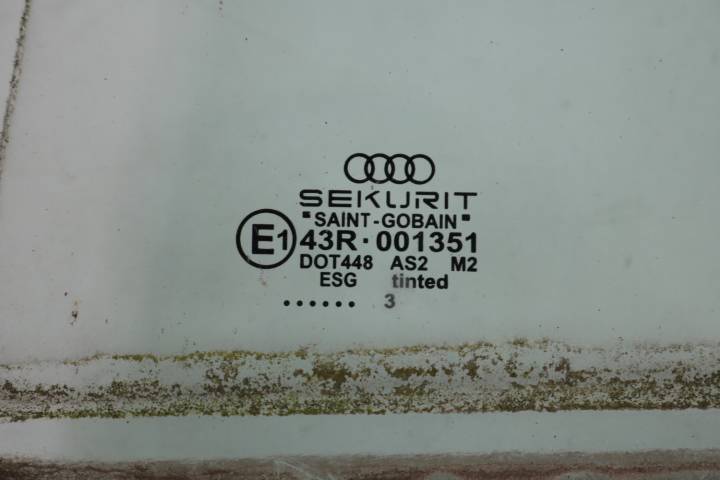 SEKURIT
"SAINT-GOBAIN"
E1 43R·001351
DOT448 AS2 M2
ESG tinted
...... 3